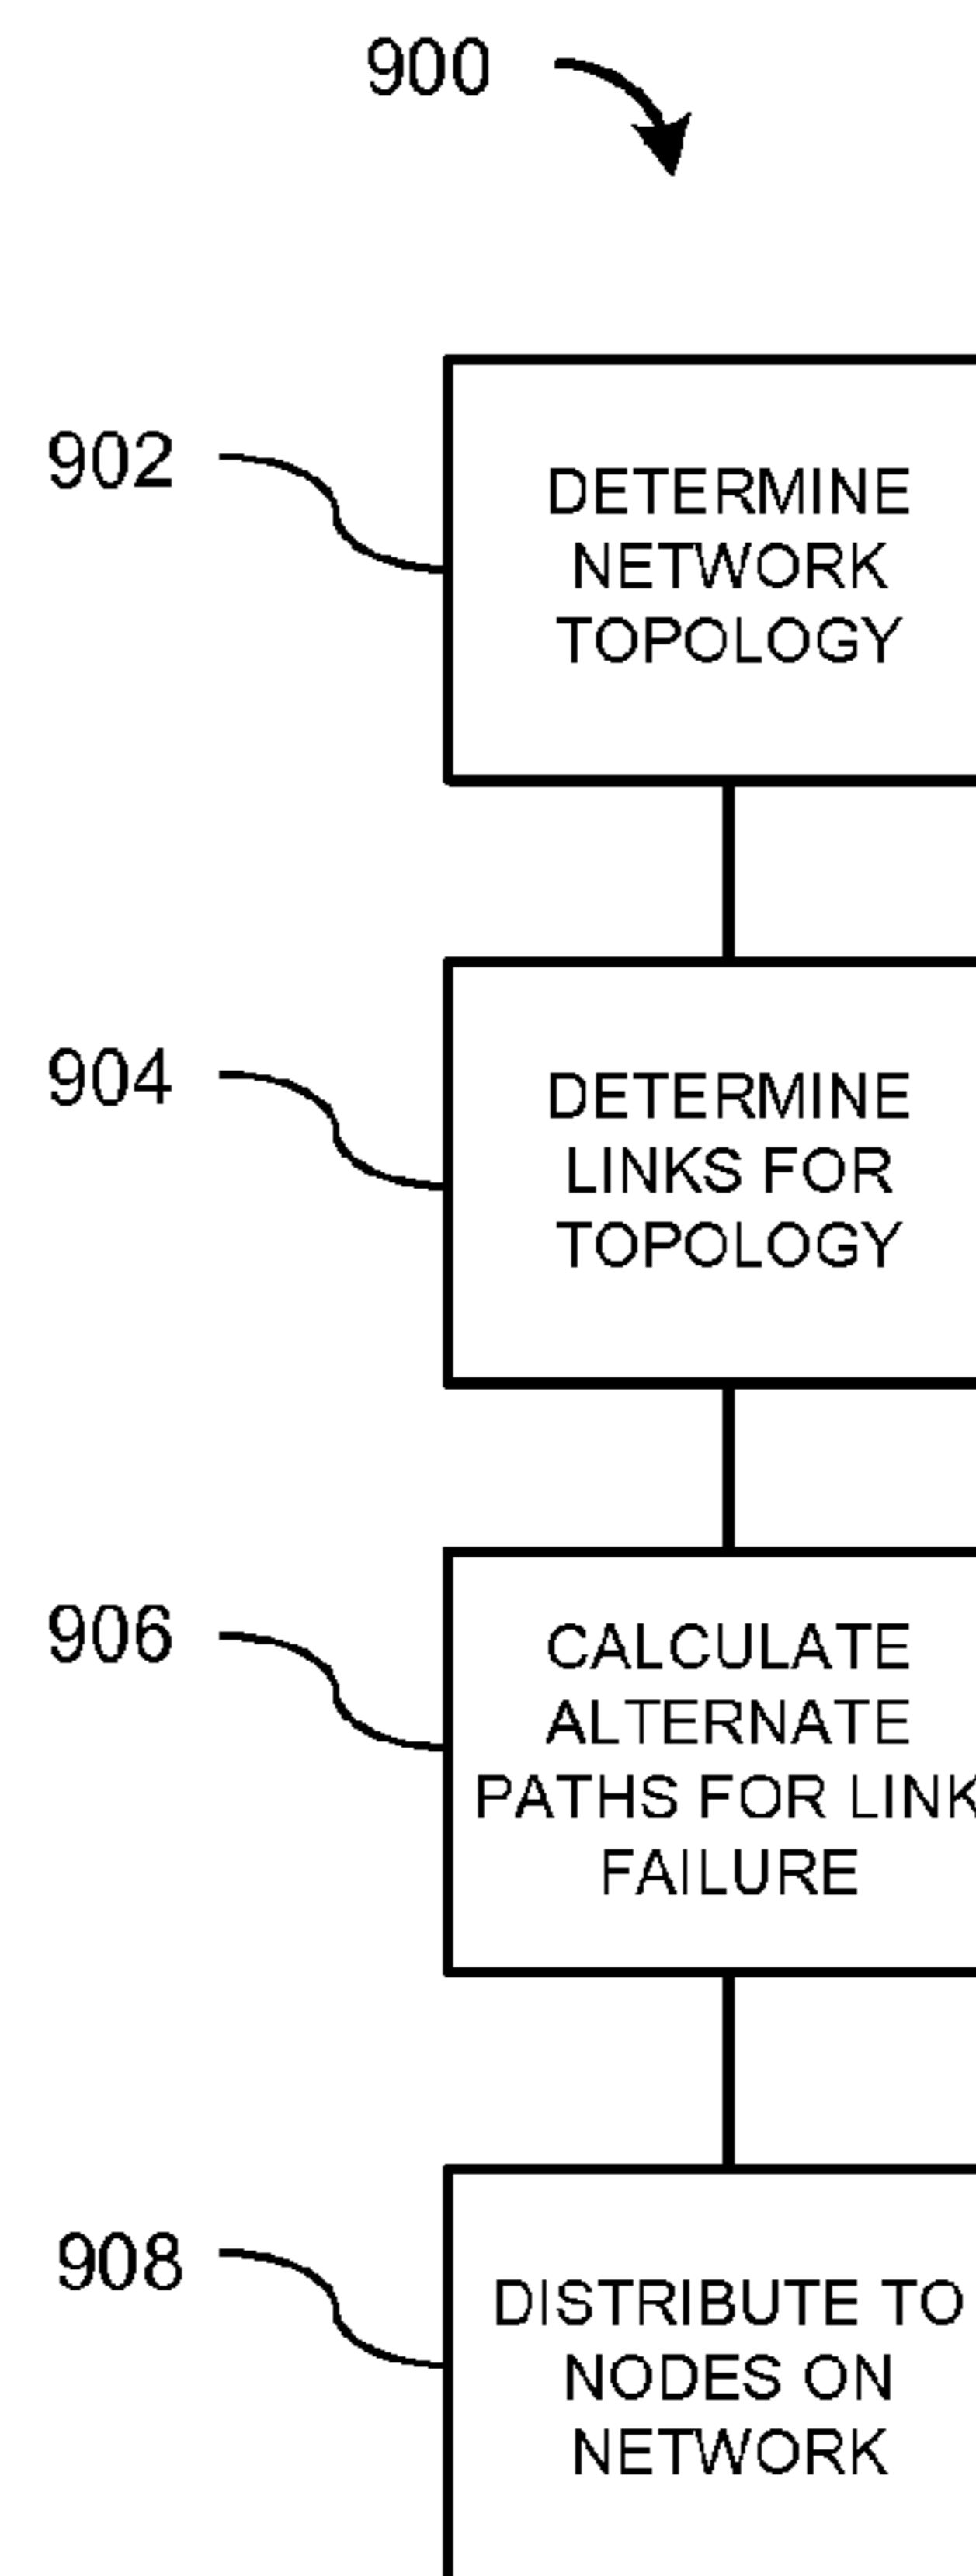 900
902
DETERMINE
NETWORK
TOPOLOGY
904
DETERMINE
LINKS FOR
TOPOLOGY
906
CALCULATE
ALTERNATE
PATHS FOR LINK
FAILURE
908
DISTRIBUTE TO
NODES ON
NETWORK